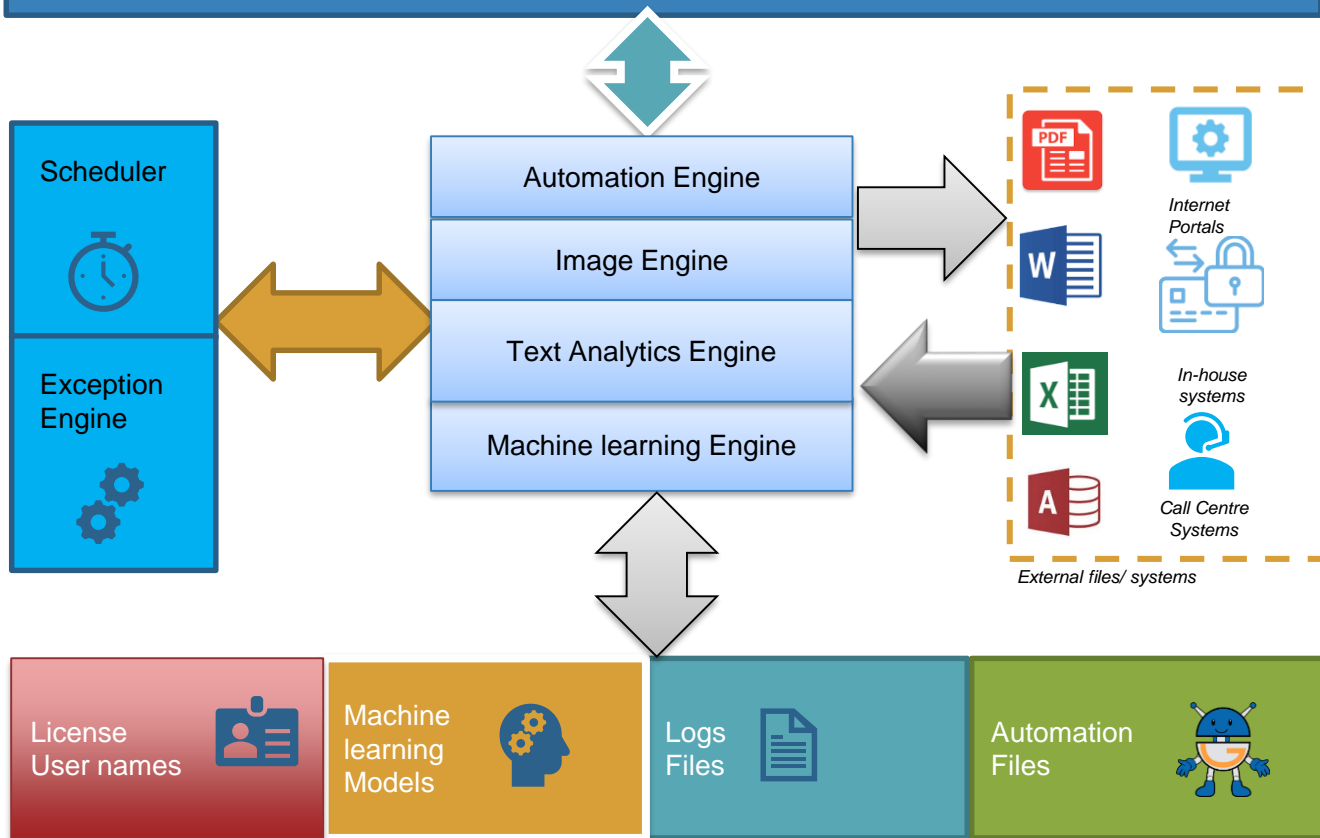 Scheduler
Exception
Engine
Automation Engine
Image Engine
Text Analytics Engine
Machine learning Engine
PDF
Internet
Portals
W
X
In-house
systems
A
Call Centre
Systems
External files/ systems
License
User names
Machine
learning
Models
Logs
Files
Automation
Files
G